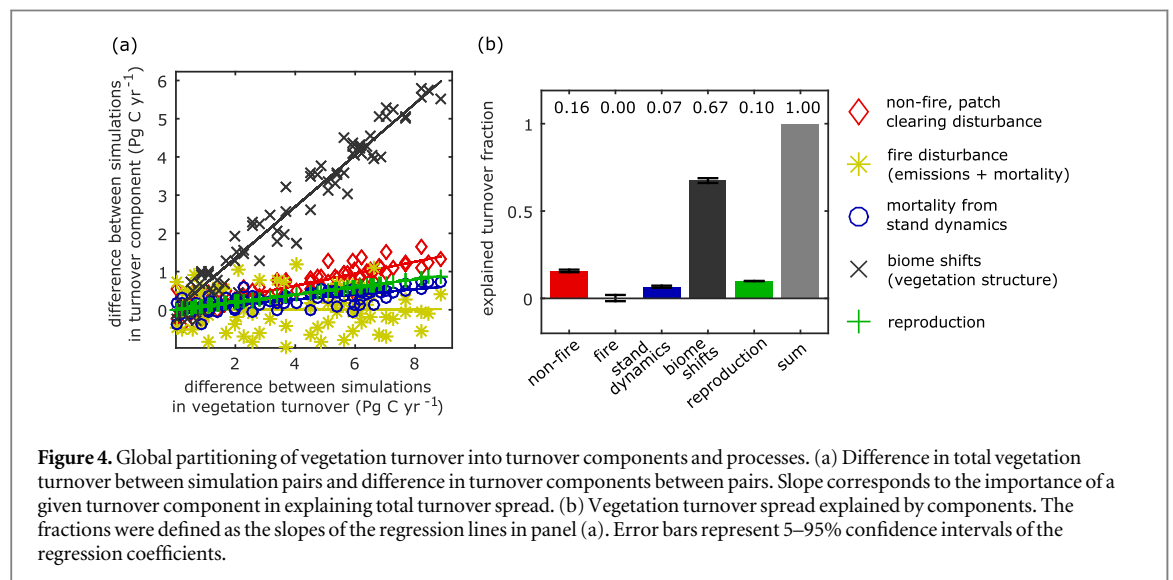 (a)
difference between simulations
in turnover component (Pg C yr -1)
6
5
4
3
2
1
0
2
4
6
8
difference between simulations
in vegetation turnover (Pg C yr -1)
(b)
explained turnover fraction
1
0.5
0
0.16 0.00 0.07 0.67 0.10 1.00
non-fire
fire
stand
dynamics
biome
shifts
reproduction
sum
non-fire, patch
clearing disturbance
fire disturbance
(emissions + mortality)
mortality from
stand dynamics
biome shifts
(vegetation structure)
reproduction
Figure 4. Global partitioning of vegetation turnover into turnover components and processes. (a) Difference in total vegetation
turnover between simulation pairs and difference in turnover components between pairs. Slope corresponds to the importance of a
given turnover component in explaining total turnover spread. (b) Vegetation turnover spread explained by components. The
fractions were defined as the slopes of the regression lines in panel (a). Error bars represent 5–95% confidence intervals of the
regression coefficients.